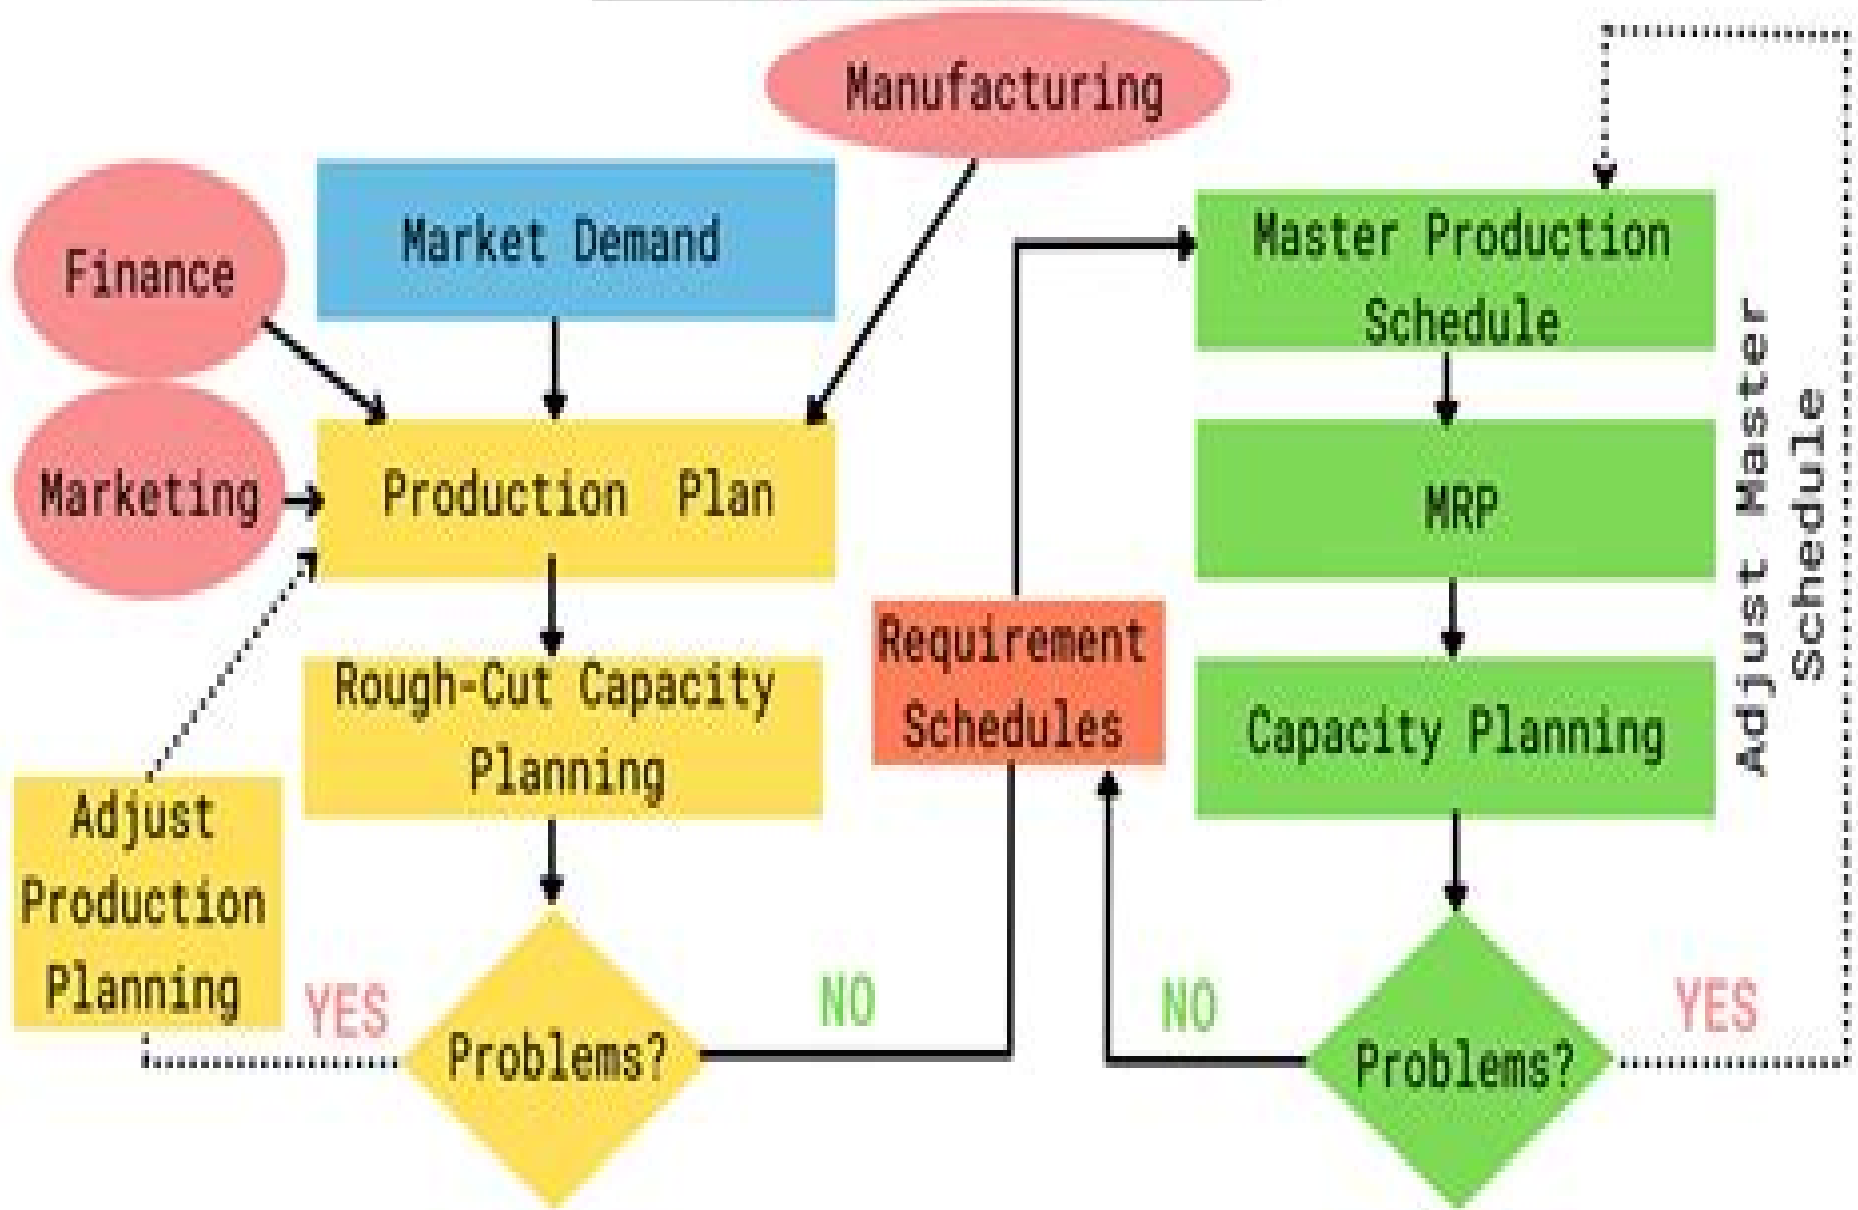 Manufacturing
Market Demand
Finance
Marketing
Production Plan
Rough-Cut Capacity
Planning
Adjust
Production
Planning
YES
Problems?
NO
Requirement
Schedules
Master Production
Schedule
MRP
Capacity Planning
NO
Problems?
YES
Adjust Master
Schedule